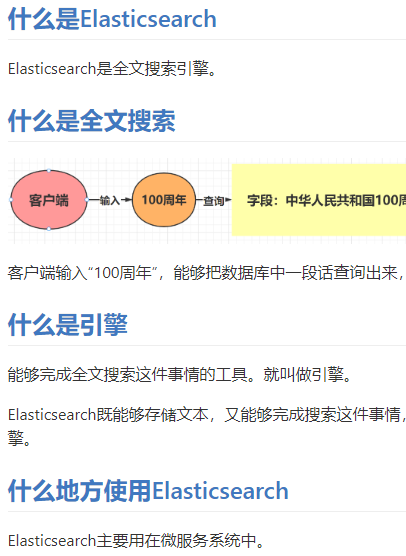 什么是Elasticsearch
Elasticsearch是全文搜索引擎。
什么是全文搜索
客户端 输入 100周年 查询 字段：中华人民共和国100周
客户端输入“100周年”，能够把数据库中一段话查询出来，
什么是引擎
能够完成全文搜索这件事情的工具。就叫做引擎。
Elasticsearch既能够存储文本，又能够完成搜索这件事情，
擎。
什么地方使用Elasticsearch
Elasticsearch主要用在微服务系统中。